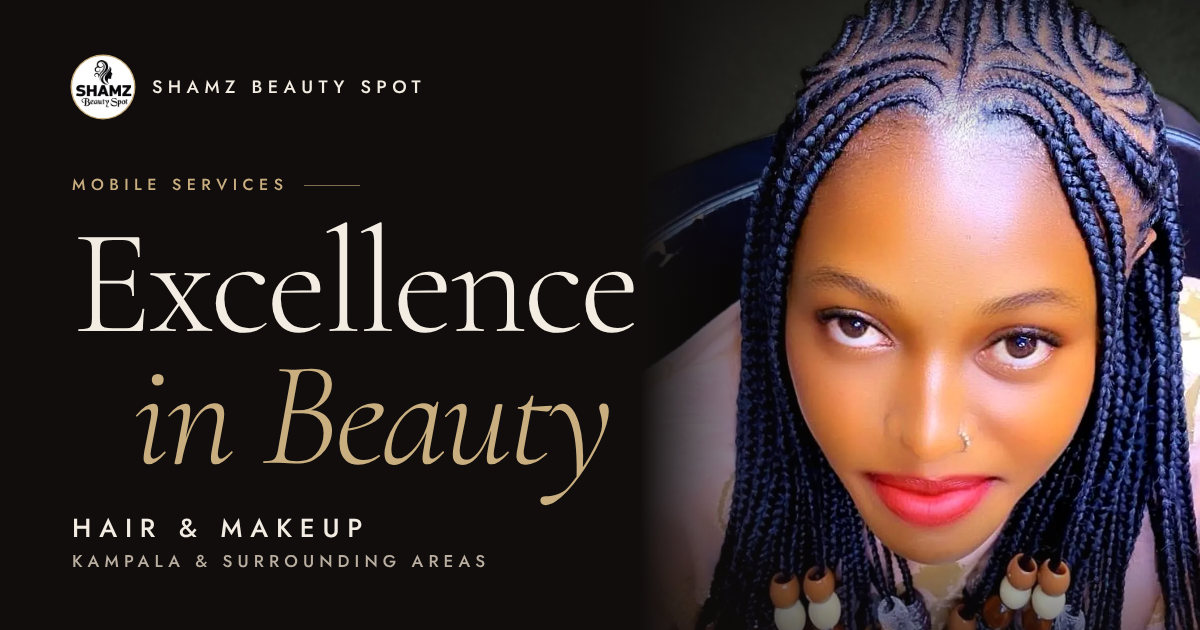 SHAMZ
Beauty Spot
SHAMZ BEAUTY SPOT
MOBILE SERVICES
Excellence
in Beauty
HAIR & MAKEUP
KAMPALA & SURROUNDING AREAS